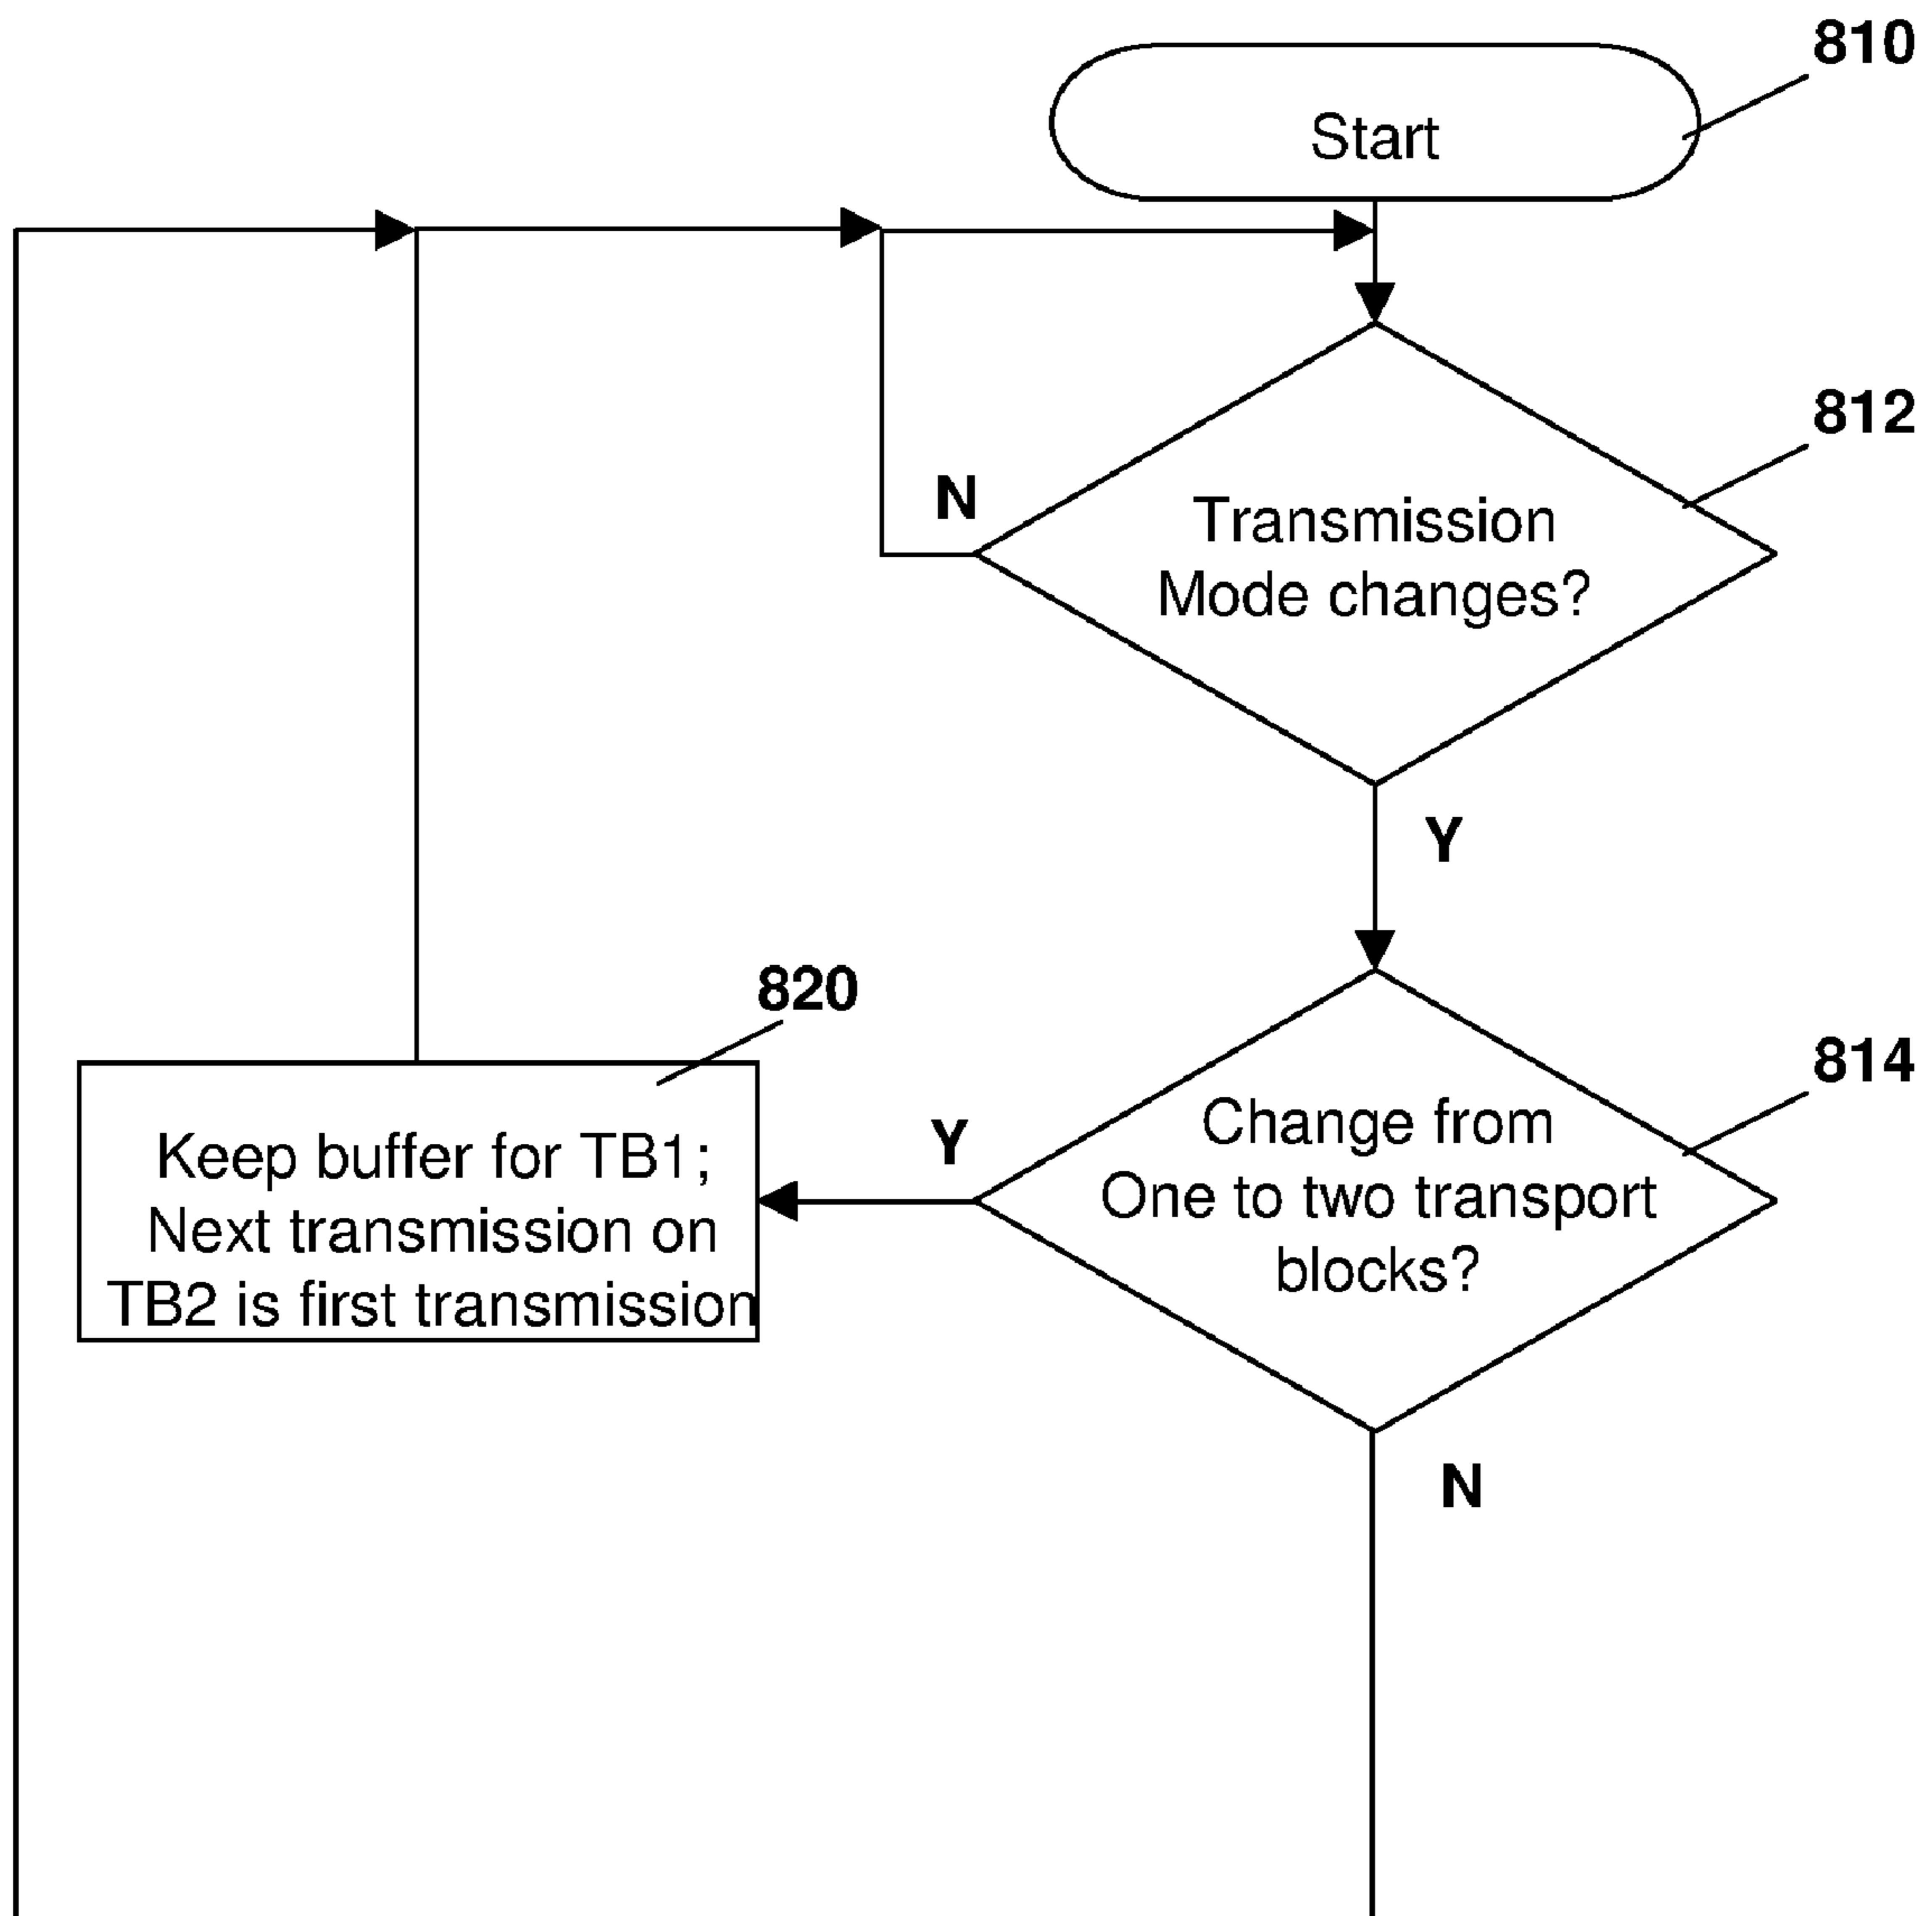 810
Start
812
N
Transmission
Mode changes?
Y
820
814
Keep buffer for TB1;
Next transmission on
TB2 is first transmission
Y
Change from
One to two transport
blocks?
N